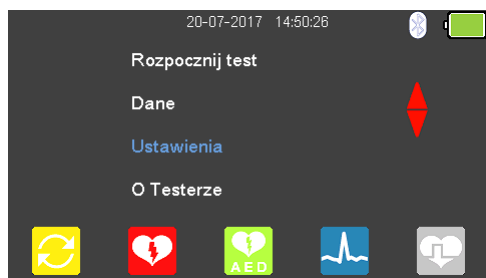 20-07-2017 14:50:26
Rozpocznij test
Dane
Ustawienia
O Testerze
AED